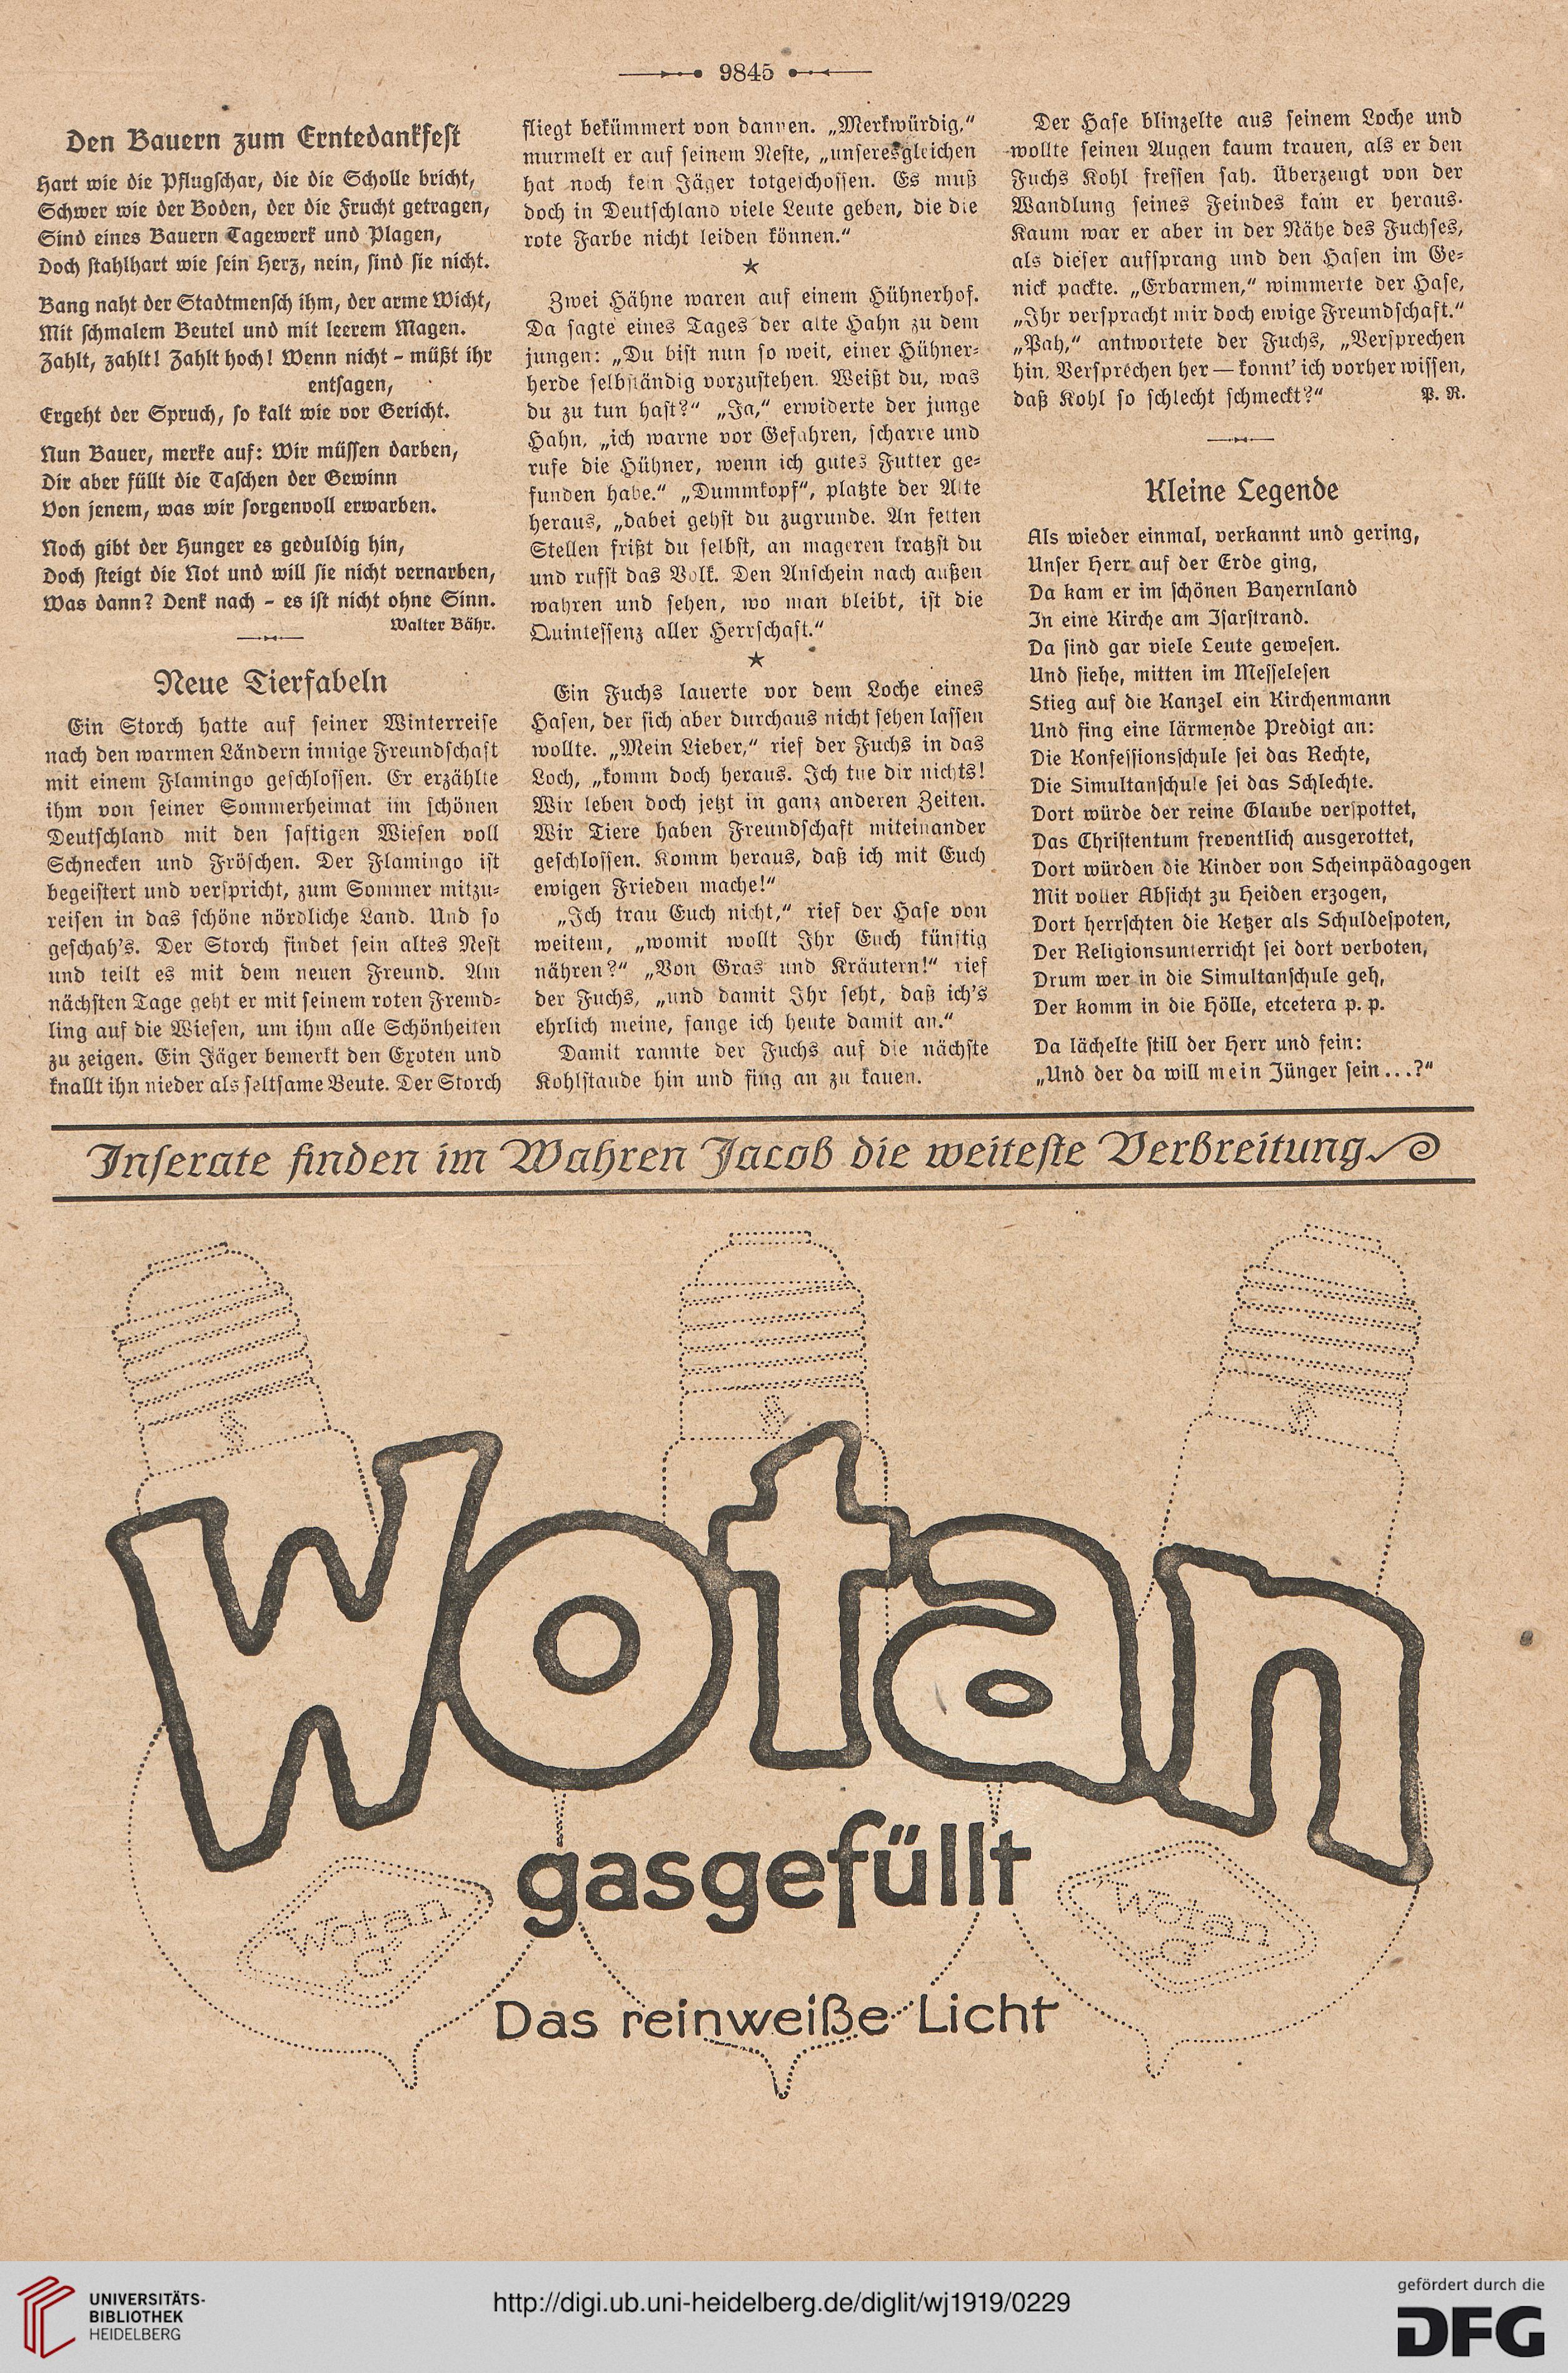 9845
Den Bauern zum Erntedankfest
Hart wie die Pflugschar, die die Scholle bricht,
Schwer wie der Boden, der die Frucht getragen,
Sind eines Bauern Tagewerk und Plagen,
Doch stahlhart wie sein Herz, nein, sind sie nicht.
Bang naht der Stadtmensch ihm, der arme Wicht,
Mit schmalem Beutel und mit leerem Magen.
Zahlt, zahlt! Zahlt hoch! Wenn nicht – müßt ihr
entsagen,
Ergeht der Spruch, so kalt wie vor Gericht.
Nun Bauer, merke auf: Wir müssen darben,
Dir aber füllt die Taschen der Gewinn
Von jenem, was wir sorgenvoll erwarben.
Noch gibt der Hunger es geduldig hin,
Doch steigt die Not und will sie nicht vernarben,
Was dann? Denk nach – es ist nicht ohne Sinn.
Walter Bähr.
Neue Tierfabeln
Ein Storch hatte auf seiner Winterreise
nach den warmen Ländern innige Freundschaft
mit einem Flamingo geschlossen. Er erzählte
ihm von seiner Sommerheimat im schönen
Deutschland mit den saftigen Wiesen voll
Schnecken und Fröschen. Der Flamingo ist
begeistert und verspricht, zum Sommer mitzu-
reisen in das schöne nördliche Land. Und so
geschah's. Der Storch findet sein altes Nest
und teilt es mit dem neuen Freund. Am
nächsten Tage geht er mit seinem roten Fremd-
ling auf die Wiesen, um ihm alle Schönheiten
zu zeigen. Ein Jäger bemerkt den Exoten und
knallt ihn nieder als seltsame Beute. Der Storch
fliegt bekümmert von dannen. „Merkwürdig,“
murmelt er auf seinem Neste, „unseresgleichen
hat noch kein Jäger totgeschossen. Es muß
doch in Deutschland viele Leute geben, die die
rote Farbe nicht leiden können.“
★
Zwei Hähne waren auf einem Hühnerhof.
Da sagte eines Tages der alte Hahn zu dem
jungen: „Du bist nun so weit, einer Hühner-
herde selbständig vorzustehen. Weißt du, was
du zu tun hast?“ „Ja,“ erwiderte der junge
Hahn, „ich warne vor Gefahren, scharre und
rufe die Hühner, wenn ich gutes Futter ge-
funden habe.“ „Dummkopf“, platzte der Alte
heraus, „dabei gehst du zugrunde. An fetten
Stellen frißt du selbst, an mageren kratzst du
und rufst das Volk. Den Anschein nach außen
wahren und sehen, wo man bleibt, ist die
Quintessenz aller Herrschaft.“
★
Ein Fuchs lauerte vor dem Loche eines
Hasen, der sich aber durchaus nicht sehen lassen
wollte. „Mein Lieber,“ rief der Fuchs in das
Loch, „komm doch heraus. Ich tue dir nichts!
Wir leben doch jetzt in ganz anderen Zeiten.
Wir Tiere haben Freundschaft miteinander
geschlossen. Komm heraus, daß ich mit Euch
ewigen Frieden mache!“
„Ich trau Euch nicht,“ rief der Hase von
weitem, „womit wollt Ihr Euch künftig
nähren?“ „Von Gras und Kräutern!“ rief
der Fuchs, „und damit Ihr seht, daß ich's
ehrlich meine, fange ich heute damit an.“
Damit rannte der Fuchs auf die nächste
Kohlstaude hin und fing an zu kauen.
Der Hase blinzelte aus seinem Loche und
wollte seinen Augen kaum trauen, als er den
Fuchs Kohl fressen sah. Überzeugt von der
Wandlung seines Feindes kam er heraus.
Kaum war er aber in der Nähe des Fuchses,
als dieser aufsprang und den Hasen im Ge-
nick packte. „Erbarmen,“ wimmerte der Hase,
„Ihr verspracht mir doch ewige Freundschaft.“
„Pah,“ antwortete der Fuchs, „Versprechen
hin, Versprechen her — konnt' ich vorher wissen,
daß Kohl so schlecht schmeckt?“ P. R.
Kleine Legende
Als wieder einmal, verkannt und gering,
Unser Herr auf der Erde ging,
Da kam er im schönen Bayernland
In eine Kirche am Isarstrand.
Da sind gar viele Leute gewesen.
Und siehe, mitten im Messelesen
Stieg auf die Kanzel ein Kirchenmann
Und fing eine lärmende Predigt an:
Die Konfessionsschule sei das Rechte,
Die Simultanschule sei das Schlechte.
Dort würde der reine Glaube verspottet,
Das Christentum freventlich ausgerottet,
Dort würden die Kinder von Scheinpädagogen
Mit voller Absicht zu Heiden erzogen,
Dort herrschten die Ketzer als Schuldespoten,
Der Religionsunterricht sei dort verboten,
Drum wer in die Simultanschule geh,
Der komm in die Hölle, etcetera p. p.
Da lächelte still der Herr und fein:
„Und der da will mein Jünger sein . . .?“
Inserate finden im Wahren Jacob die weiteste Verbreitung
Wotan
gasgefüllt
Wotan
„G“
Wotan
„G“
Das reinweiße Licht
UNIVERSITÄTS-
BIBLIOTHEK
HEIDELBERG
http://digi.ub.uni-heidelberg.de/diglit/wj1919/0229
gefördert durch die
DFG